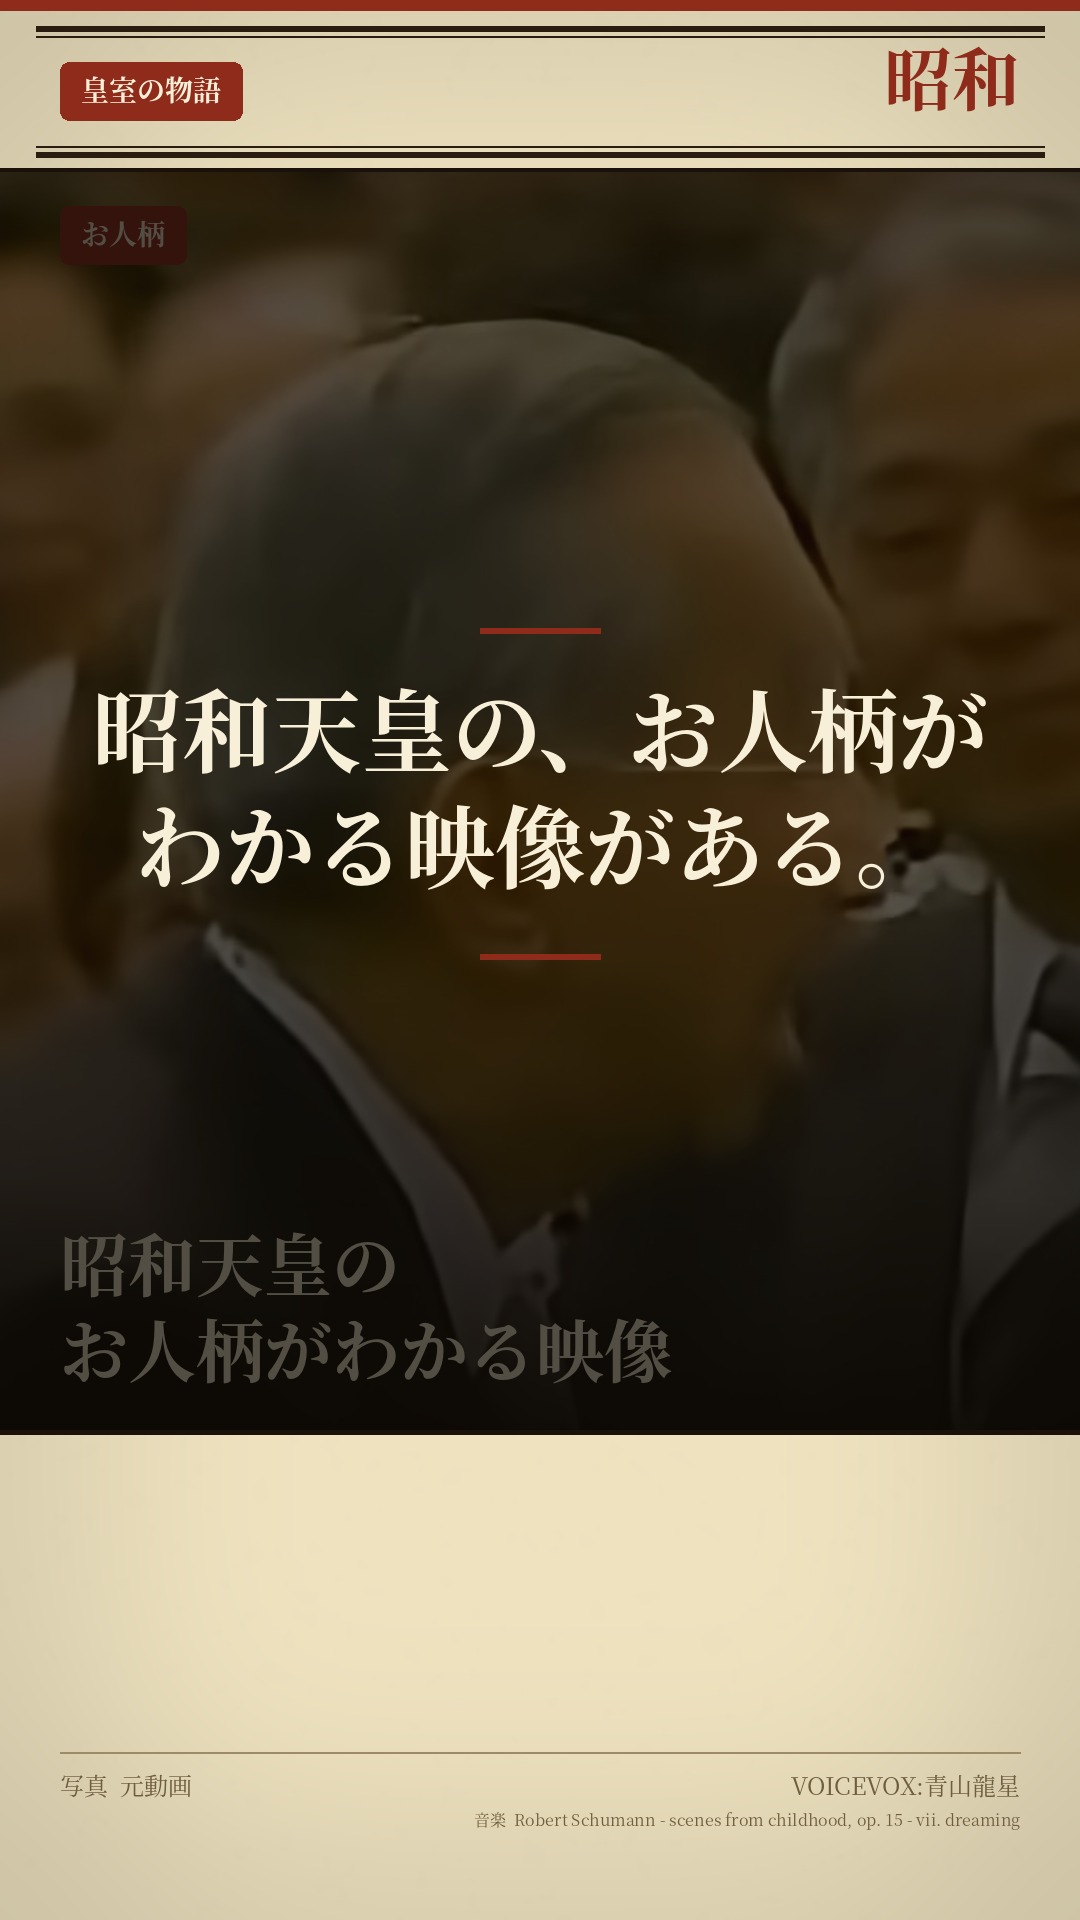 皇室の物語
昭和
お人柄
昭和天皇の、お人柄が
わかる映像がある。
昭和天皇の
お人柄がわかる映像
写真 元動画
VOICEVOX:青山龍星
音楽 Robert Schumann - scenes from childhood, op. 15 - vii. dreaming